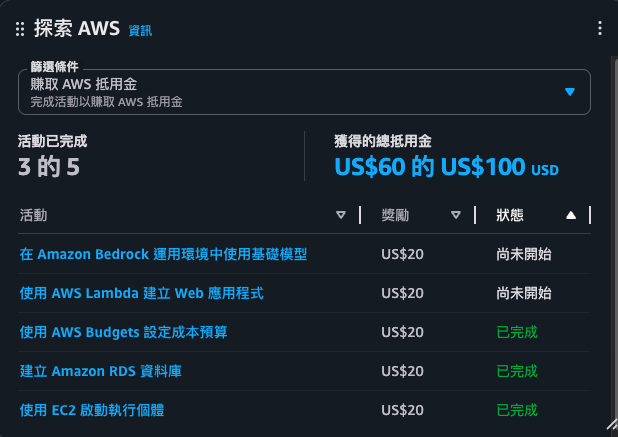 探索 AWS 資訊
篩選條件
賺取 AWS 抵用金
完成活動以賺取 AWS 抵用金
活動已完成
3 的 5
獲得的總抵用金
US$60 的 US$100 USD
活動 獎勵 狀態
在 Amazon Bedrock 運用環境中使用基礎模型 US$20 尚未開始
使用 AWS Lambda 建立 Web 應用程式 US$20 尚未開始
使用 AWS Budgets 設定成本預算 US$20 已完成
建立 Amazon RDS 資料庫 US$20 已完成
使用 EC2 啟動執行個體 US$20 已完成